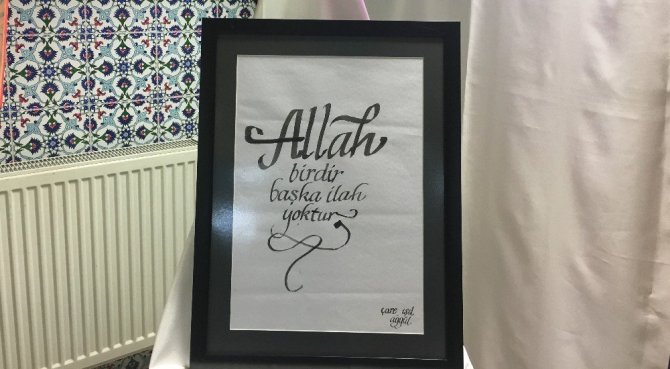 Allah
birdir
başka ilah
yoktur